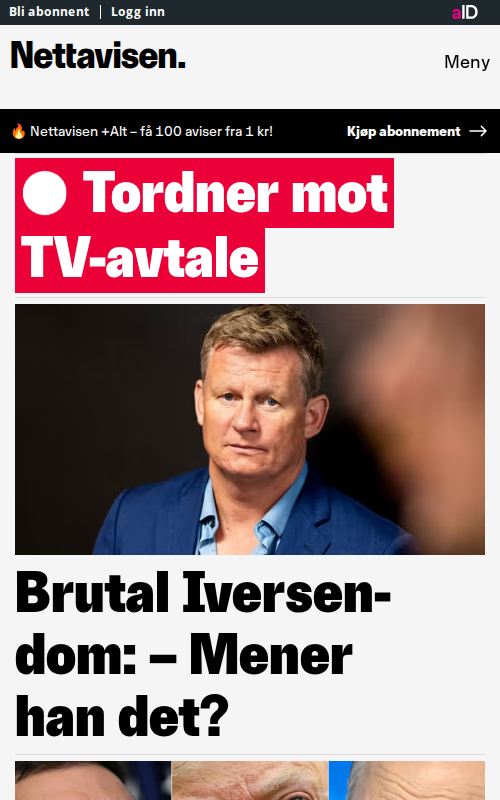 Bli abonnent | Logg inn
aID
Nettavisen.
Meny
🔥 Nettavisen +Alt – få 100 aviser fra 1 kr!
Kjøp abonnement →
Tordner mot
TV-avtale
Brutal Iversen-
dom: – Mener
han det?